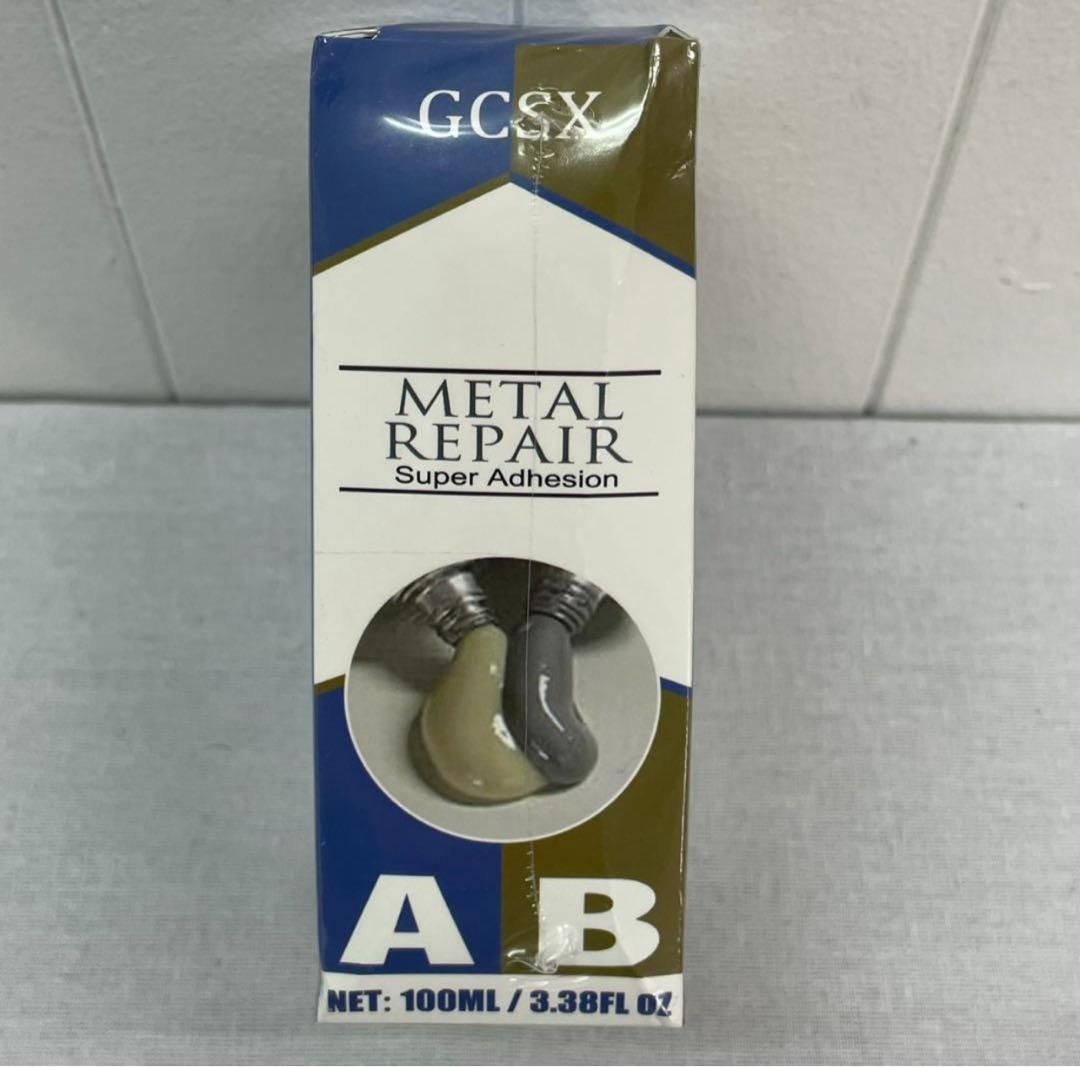 GCSX
METAL
REPAIR
Super Adhesion
A B
NET: 100ML / 3.38FL OZ